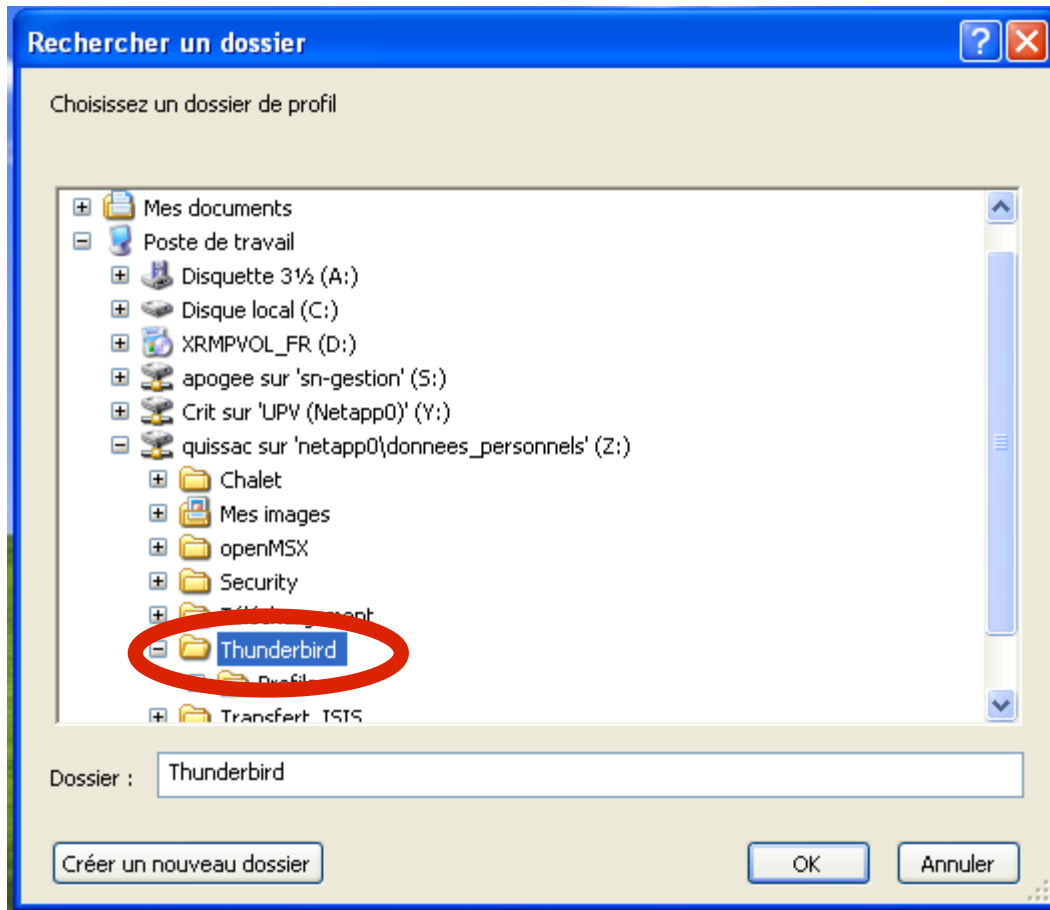 Rechercher un dossier
Choisissez un dossier de profil
Mes documents
Poste de travail
Disquette 3½ (A:)
Disque local (C:)
XRMPVOL_FR (D:)
apogee sur 'sn-gestion' (S:)
Crit sur 'UPV (Netapp0)' (Y:)
quissac sur 'netapp0\donnees_personnels' (Z:)
Chalet
Mes images
openMSX
Security
Téléchargement
Thunderbird
Transfert_ISIS
Dossier :
Thunderbird
Créer un nouveau dossier
OK
Annuler